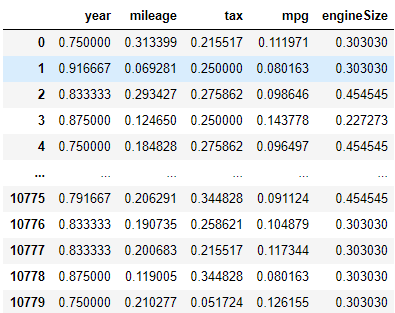 year mileage tax mpg engineSize
0 0.750000 0.313399 0.215517 0.111971 0.303030
1 0.916667 0.069281 0.250000 0.080163 0.303030
2 0.833333 0.293427 0.275862 0.098646 0.454545
3 0.875000 0.124650 0.250000 0.143778 0.227273
4 0.750000 0.184828 0.275862 0.096497 0.454545
... ... ... ... ... ...
10775 0.791667 0.206291 0.344828 0.091124 0.454545
10776 0.833333 0.190735 0.258621 0.104879 0.303030
10777 0.833333 0.200683 0.215517 0.117344 0.303030
10778 0.875000 0.119005 0.344828 0.080163 0.303030
10779 0.750000 0.210277 0.051724 0.126155 0.303030